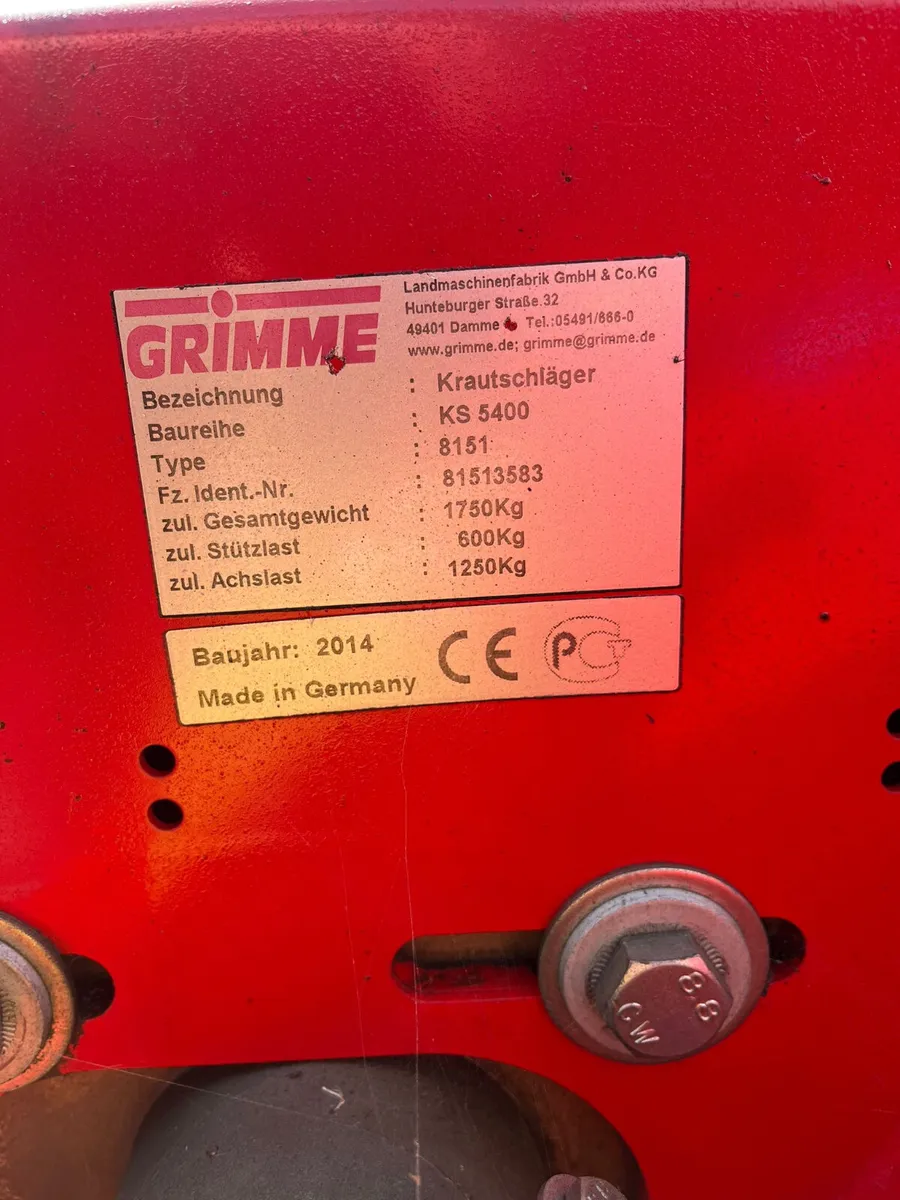 GRIMME
Landmaschinenfabrik GmbH & Co.KG
Hunteburger Straße.32
49401 Damme Tel.:05491/666-0
www.grimme.de; grimme@grimme.de
Bezeichnung : Krautschläger
Baureihe : KS 5400
Type : 8151
Fz. Ident.-Nr. : 81513583
zul. Gesamtgewicht : 1750Kg
zul. Stützlast : 600Kg
zul. Achslast : 1250Kg
Baujahr: 2014
Made in Germany
CE PCT
8.8
CW